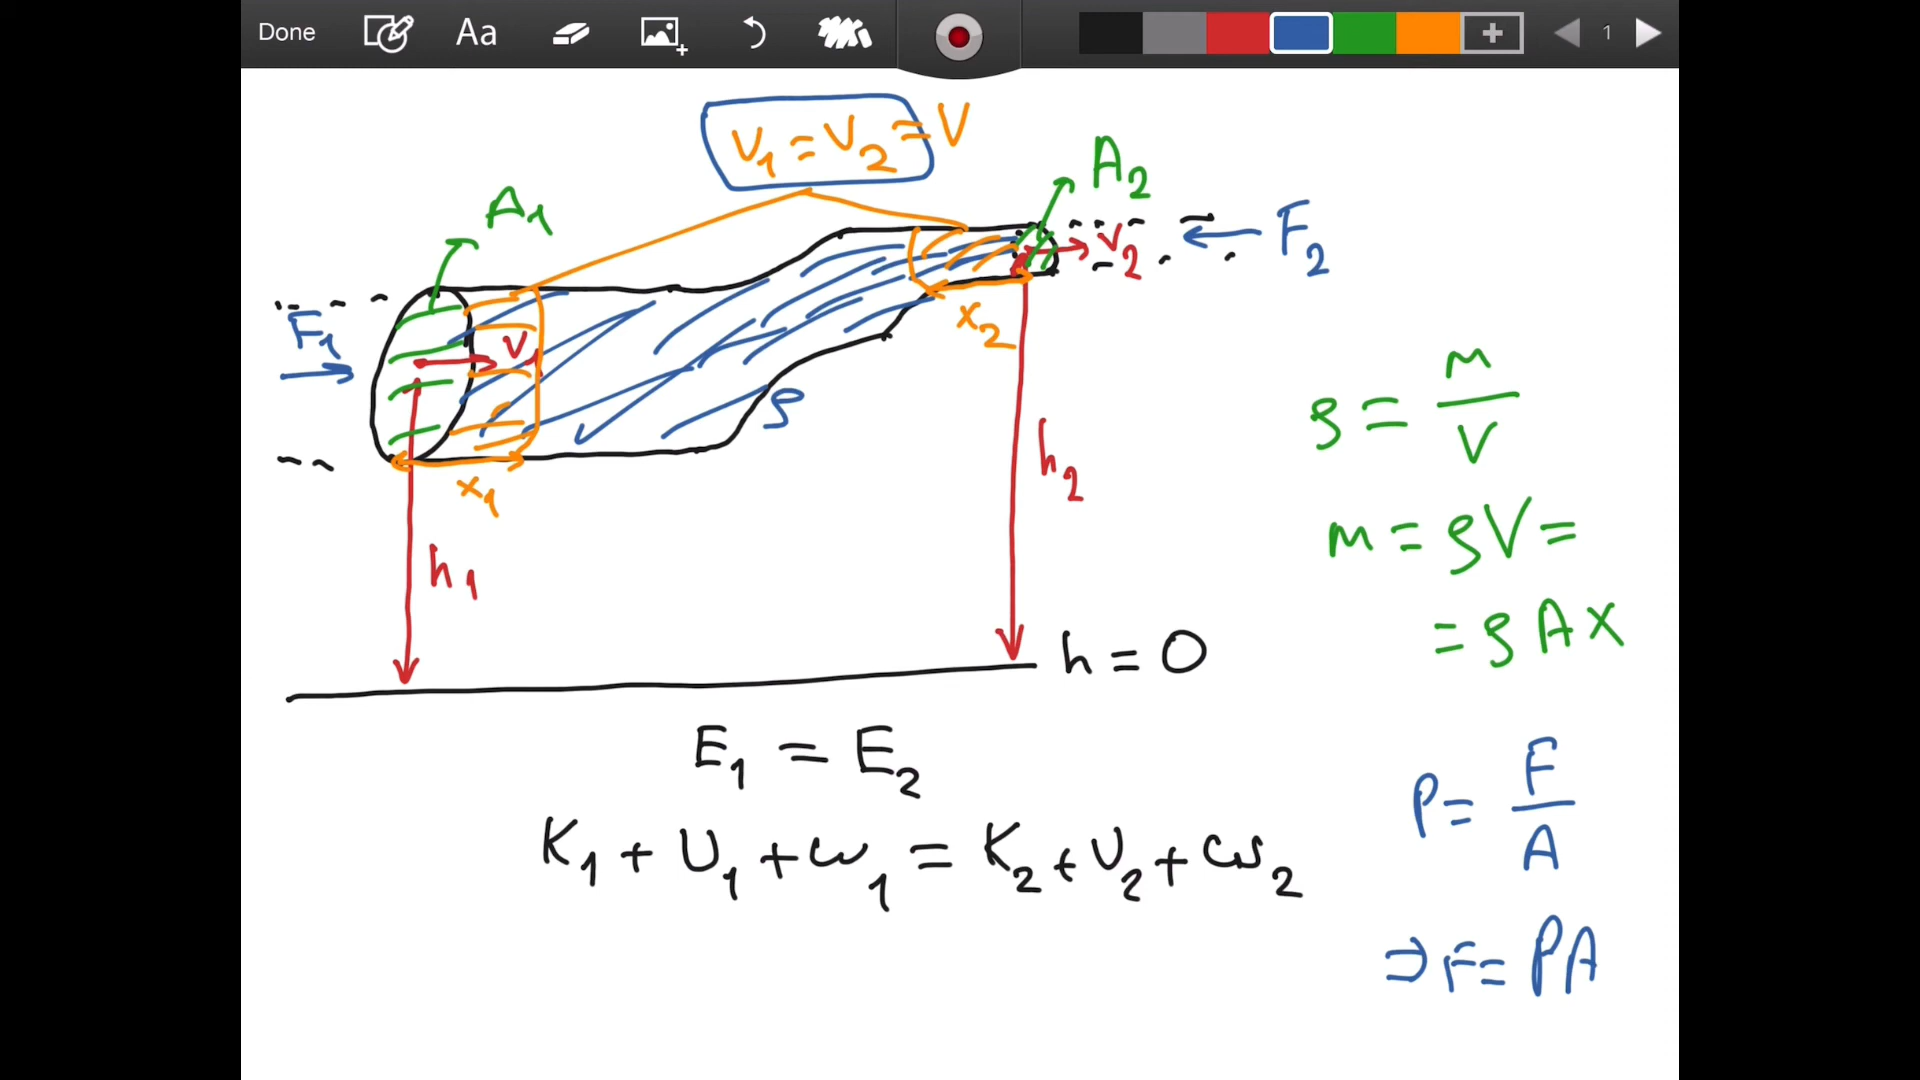 Done
Aa
1
V₁ = V₂ = V
A₁
A₂
F₁
v₁
v₂
F₂
x₁
x₂
ρ
h₁
h₂
h = 0
ρ = m/V
m = ρV =
= ρAx
E₁ = E₂
P = F/A
K₁ + U₁ + ω₁ = K₂ + U₂ + ω₂
⇒ F = PA